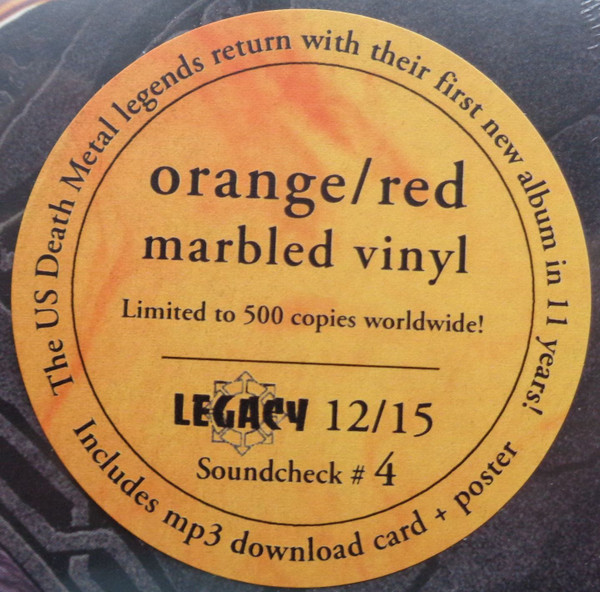 The US Death Metal legends return with their first new album in 11 years!
orange/red
marbled vinyl
Limited to 500 copies worldwide!
LEGACY 12/15
Soundcheck # 4
Includes mp3 download card + poster